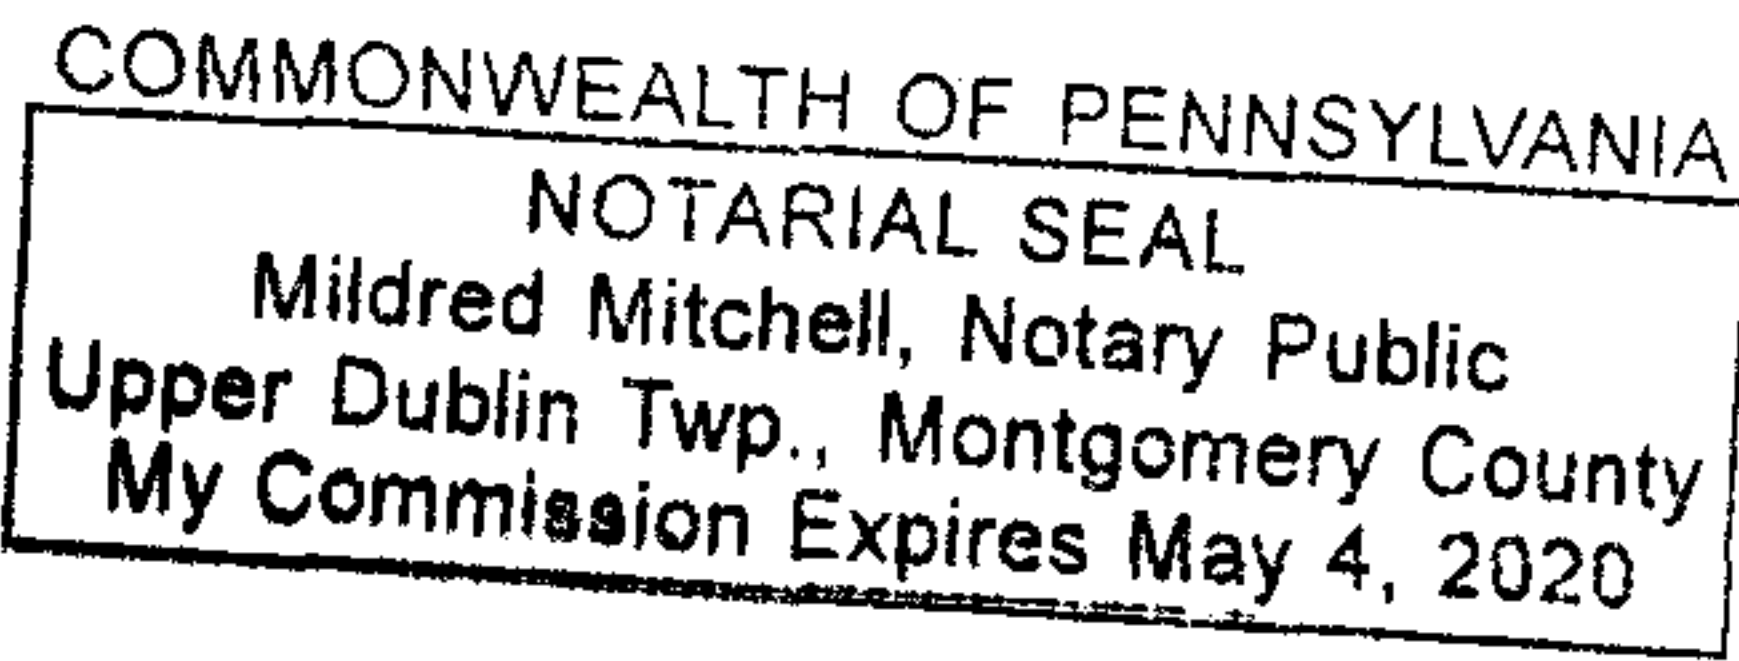 COMMONWEALTH OF PENNSYLVANIA
NOTARIAL SEAL
Mildred Mitchell, Notary Public
Upper Dublin Twp., Montgomery County
My Commission Expires May 4, 2020